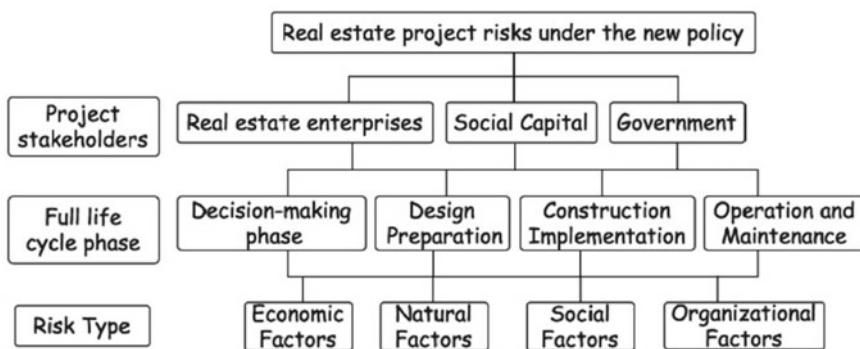 Real estate project risks under the new policy
Project
stakeholders
Real estate enterprises
Social Capital
Government
Full life
cycle phase
Decision-making
phase
Design
Preparation
Construction
Implementation
Operation and
Maintenance
Risk Type
Economic
Factors
Natural
Factors
Social
Factors
Organizational
Factors